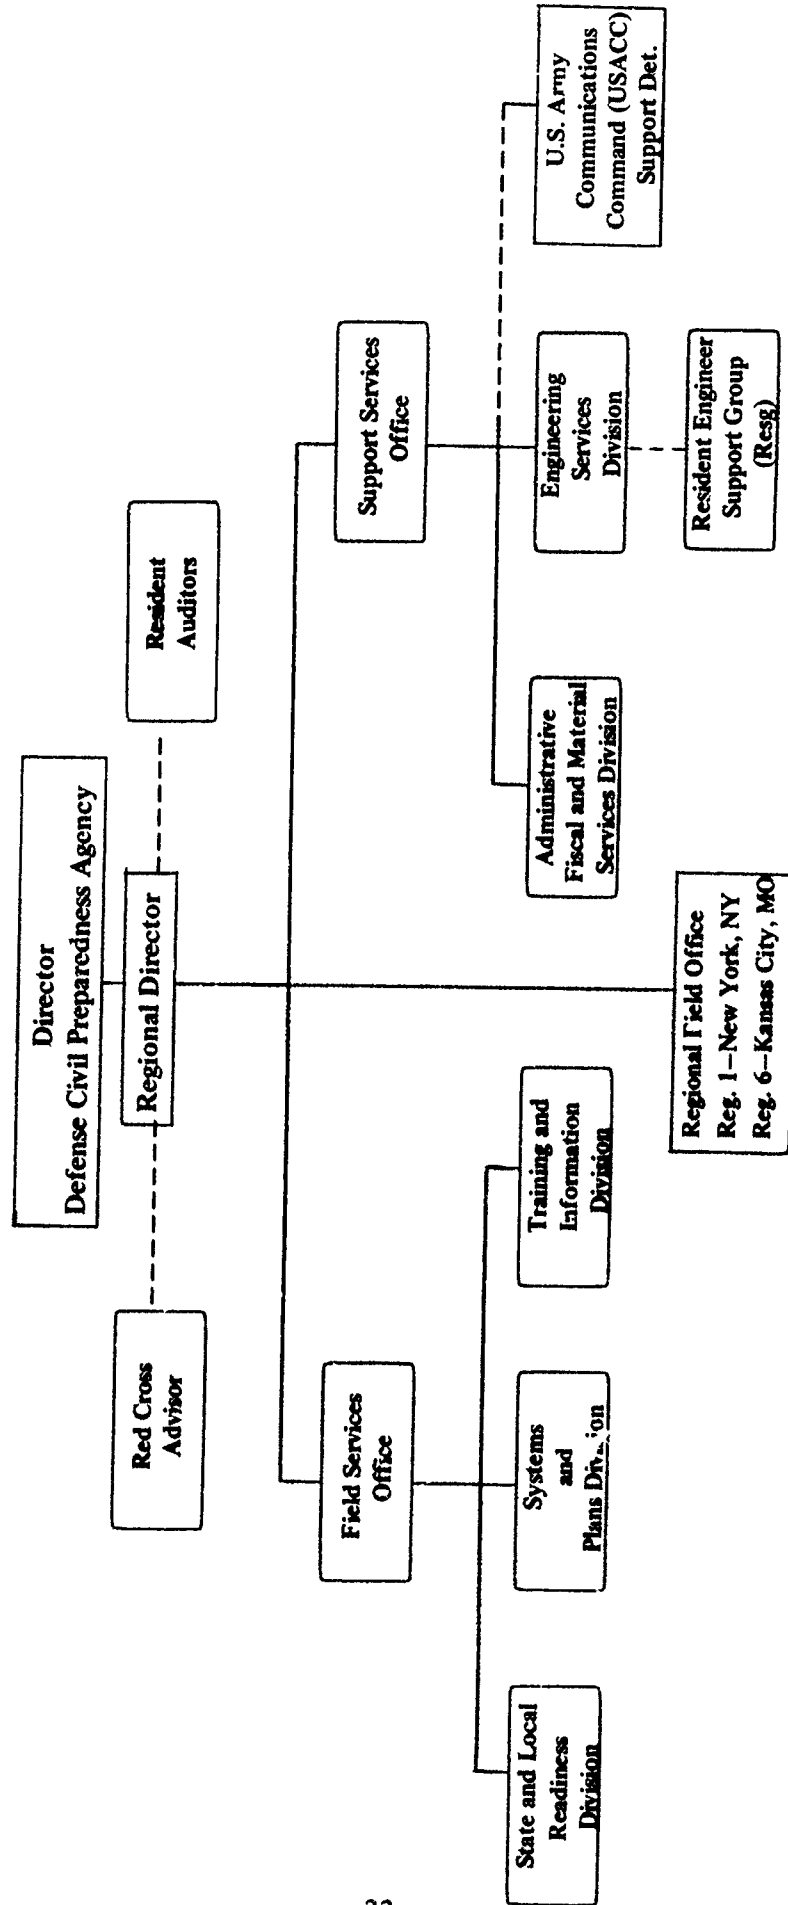 Director
Defense Civil Preparedness Agency
Regional Director
Red Cross
Advisor
Resident
Auditors
Field Services
Office
Support Services
Office
State and Local
Readiness
Division
Systems
and
Plans Division
Training and
Information
Division
Administrative
Fiscal and Material
Services Division
Engineering
Services
Division
U.S. Army
Communications
Command (USACC)
Support Det.
Regional Field Office
Reg. 1–New York, NY
Reg. 6–Kansas City, MO
Resident Engineer
Support Group
(Resg)